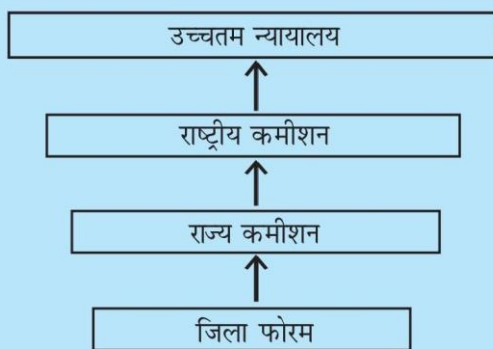 उच्चतम न्यायालय
राष्ट्रीय कमीशन
राज्य कमीशन
जिला फोरम